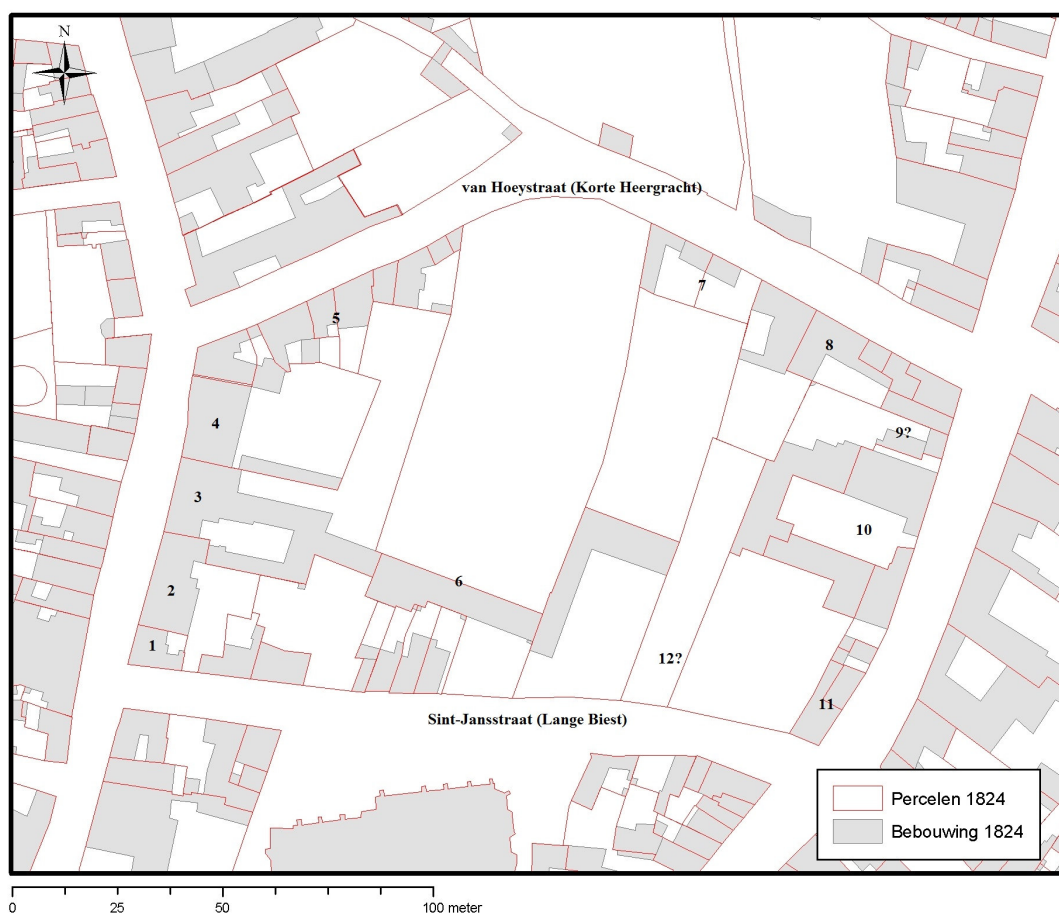 N
van Hoeystraat (Korte Heergracht)
7
5
8
4
9?
3
10
6
2
1
12?
11
Sint-Jansstraat (Lange Biest)
Percelen 1824
Bebouwing 1824
0 25 50 100 meter